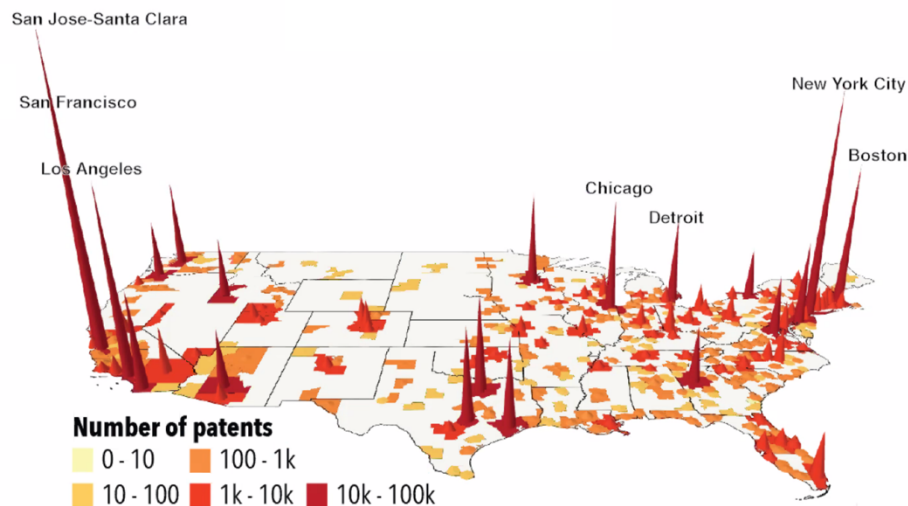 San Jose-Santa Clara
San Francisco
Los Angeles
New York City
Boston
Chicago
Detroit
Number of patents
0 - 10
100 - 1k
10 - 100
1k - 10k
10k - 100k